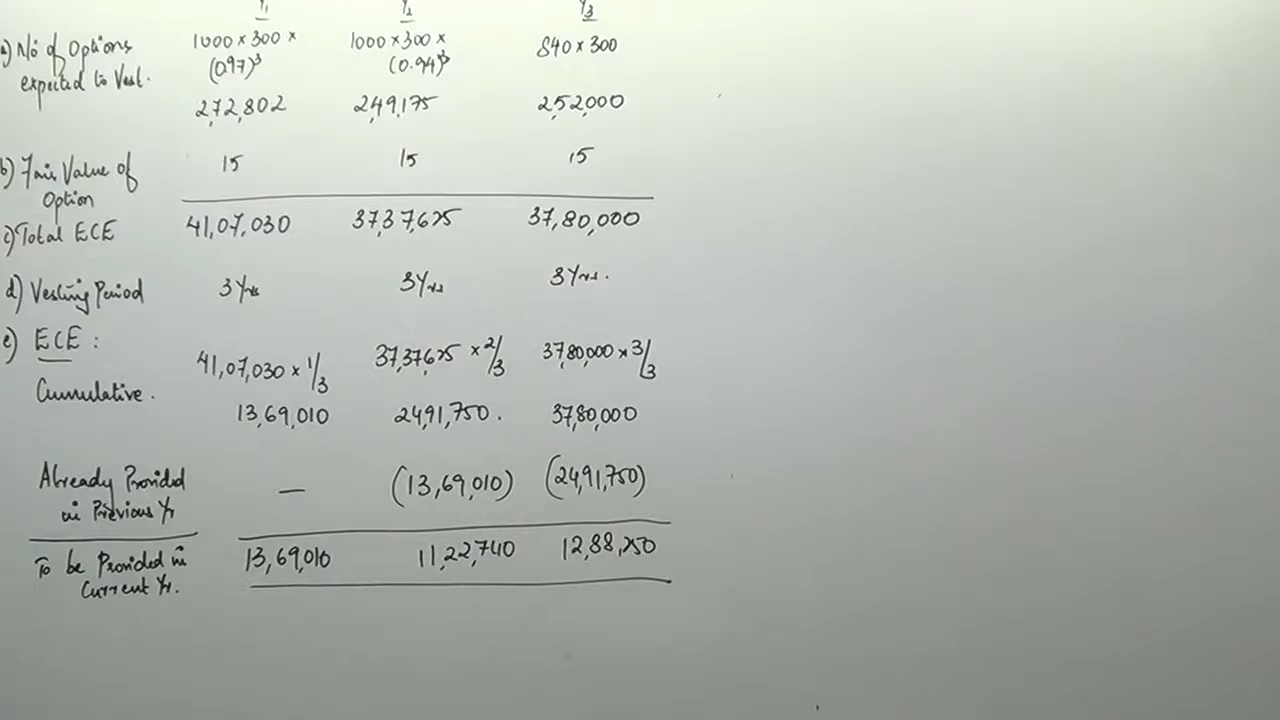 Y1 Y2 Y3
a) No of Options 1000 × 300 × 1000 × 300 × 840 × 300
expected to Vest. (0.97)³ (0.94)³
272,802 249,175 252,000
b) Fair Value of 15 15 15
Option
c) Total ECE 41,07,030 37,37,625 37,80,000
d) Vesting Period 3 Yrs 3 Yrs 3 Yrs.
e) ECE :
41,07,030 × 1/3 37,37,625 × 2/3 37,80,000 × 3/3
Cumulative. 13,69,010 24,91,750. 37,80,000
Already Provided — (13,69,010) (24,91,750)
in Previous Yr
To be Provided in 13,69,010 11,22,740 12,88,250
Current Yr.